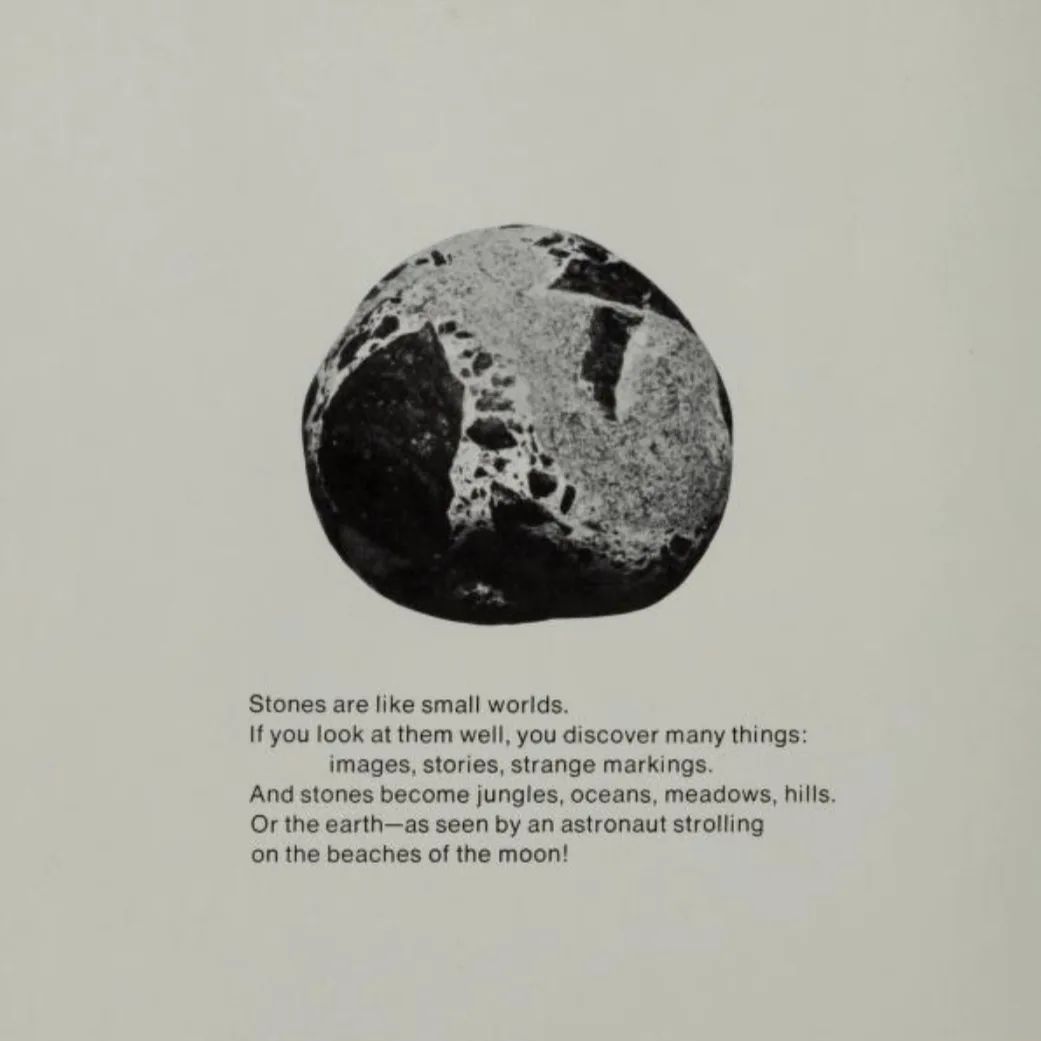 Stones are like small worlds.
If you look at them well, you discover many things:
images, stories, strange markings.
And stones become jungles, oceans, meadows, hills.
Or the earth—as seen by an astronaut strolling
on the beaches of the moon!